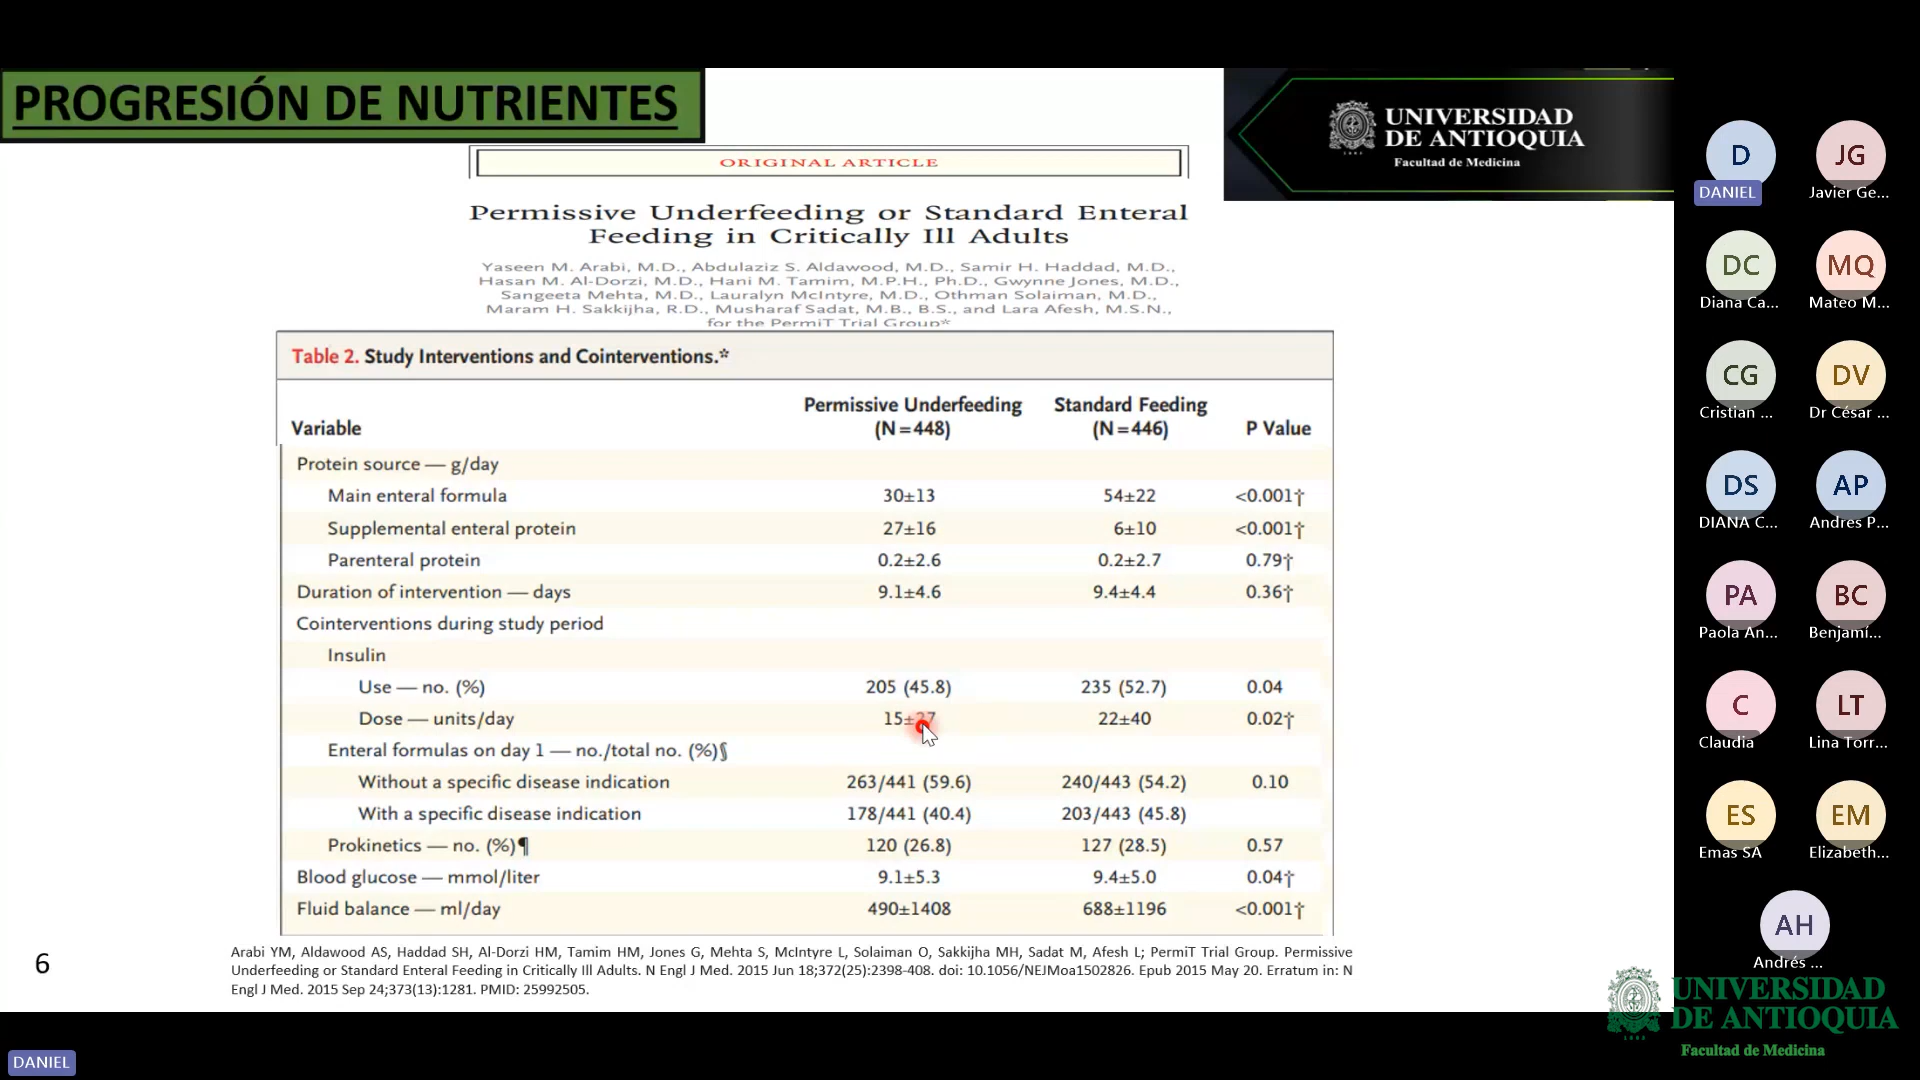 PROGRESIÓN DE NUTRIENTES
UNIVERSIDAD
DE ANTIOQUIA
1803
Facultad de Medicina
ORIGINAL ARTICLE
Permissive Underfeeding or Standard Enteral
Feeding in Critically Ill Adults
Yaseen M. Arabi, M.D., Abdulaziz S. Aldawood, M.D., Samir H. Haddad, M.D.,
Hasan M. Al-Dorzi, M.D., Hani M. Tamim, M.P.H., Ph.D., Gwynne Jones, M.D.,
Sangeeta Mehta, M.D., Lauralyn McIntyre, M.D., Othman Solaiman, M.D.,
Maram H. Sakkijha, R.D., Musharaf Sadat, M.B., B.S., and Lara Afesh, M.S.N.,
for the PermiT Trial Group*
Table 2. Study Interventions and Cointerventions.*
Variable Permissive Underfeeding (N=448) Standard Feeding (N=446) P Value
Protein source — g/day
Main enteral formula 30±13 54±22 <0.001†
Supplemental enteral protein 27±16 6±10 <0.001†
Parenteral protein 0.2±2.6 0.2±2.7 0.79†
Duration of intervention — days 9.1±4.6 9.4±4.4 0.36†
Cointerventions during study period
Insulin
Use — no. (%) 205 (45.8) 235 (52.7) 0.04
Dose — units/day 15±27 22±40 0.02†
Enteral formulas on day 1 — no./total no. (%)§
Without a specific disease indication 263/441 (59.6) 240/443 (54.2) 0.10
With a specific disease indication 178/441 (40.4) 203/443 (45.8)
Prokinetics — no. (%)¶ 120 (26.8) 127 (28.5) 0.57
Blood glucose — mmol/liter 9.1±5.3 9.4±5.0 0.04†
Fluid balance — ml/day 490±1408 688±1196 <0.001†
Arabi YM, Aldawood AS, Haddad SH, Al-Dorzi HM, Tamim HM, Jones G, Mehta S, McIntyre L, Solaiman O, Sakkijha MH, Sadat M, Afesh L; PermiT Trial Group. Permissive
Underfeeding or Standard Enteral Feeding in Critically Ill Adults. N Engl J Med. 2015 Jun 18;372(25):2398-408. doi: 10.1056/NEJMoa1502826. Epub 2015 May 20. Erratum in: N
Engl J Med. 2015 Sep 24;373(13):1281. PMID: 25992505.
6
D JG
DANIEL Javier Ge...
DC MQ
Diana Ca... Mateo M...
CG DV
Cristian ... Dr César ...
DS AP
DIANA C... Andres P...
PA BC
Paola An... Benjamí...
C LT
Claudia Lina Torr...
ES EM
Emas SA Elizabeth...
AH
Andrés ...
UNIVERSIDAD
DE ANTIOQUIA
1803
Facultad de Medicina
DANIEL